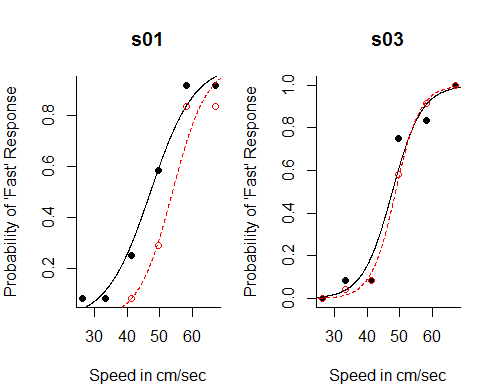 s01
Probability of 'Fast' Response
0.2 0.4 0.6 0.8
30 40 50 60
Speed in cm/sec
s03
Probability of 'Fast' Response
0.0 0.2 0.4 0.6 0.8 1.0
30 40 50 60
Speed in cm/sec